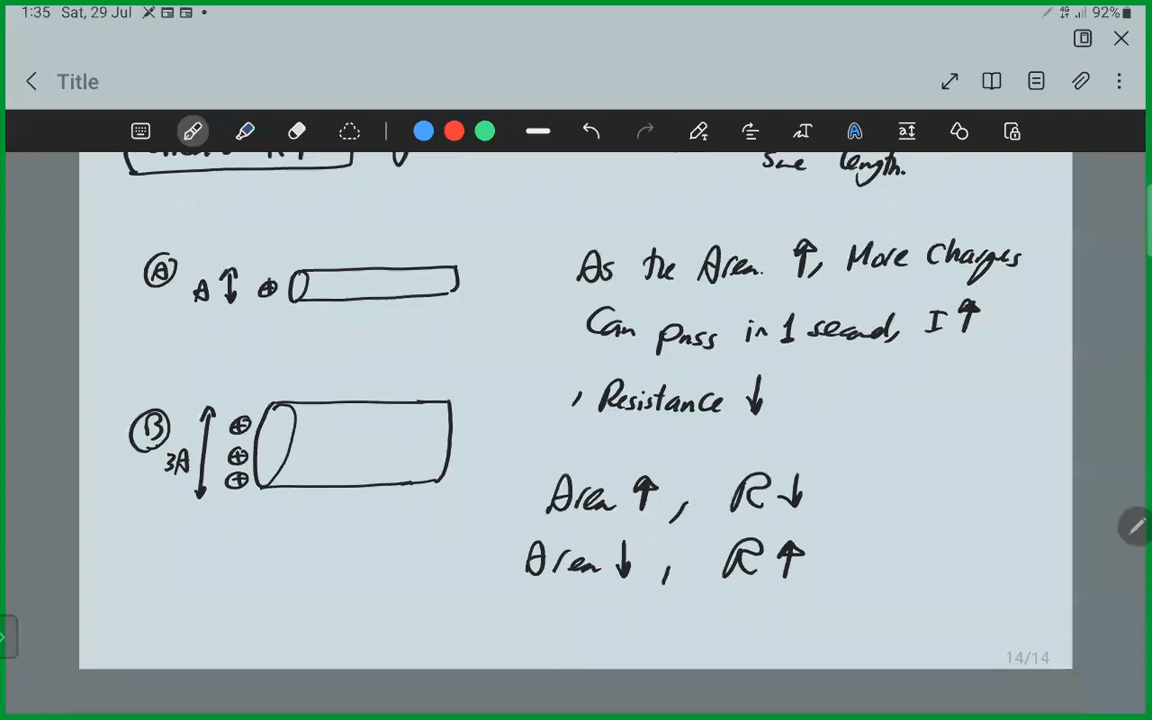 1:35 Sat, 29 Jul
92%
Title
Same length.
A
A
As the Area ↑, More Charges
Can pass in 1 second, I ↑
, Resistance ↓
B
3A
Area ↑, R ↓
Area ↓, R ↑
14/14